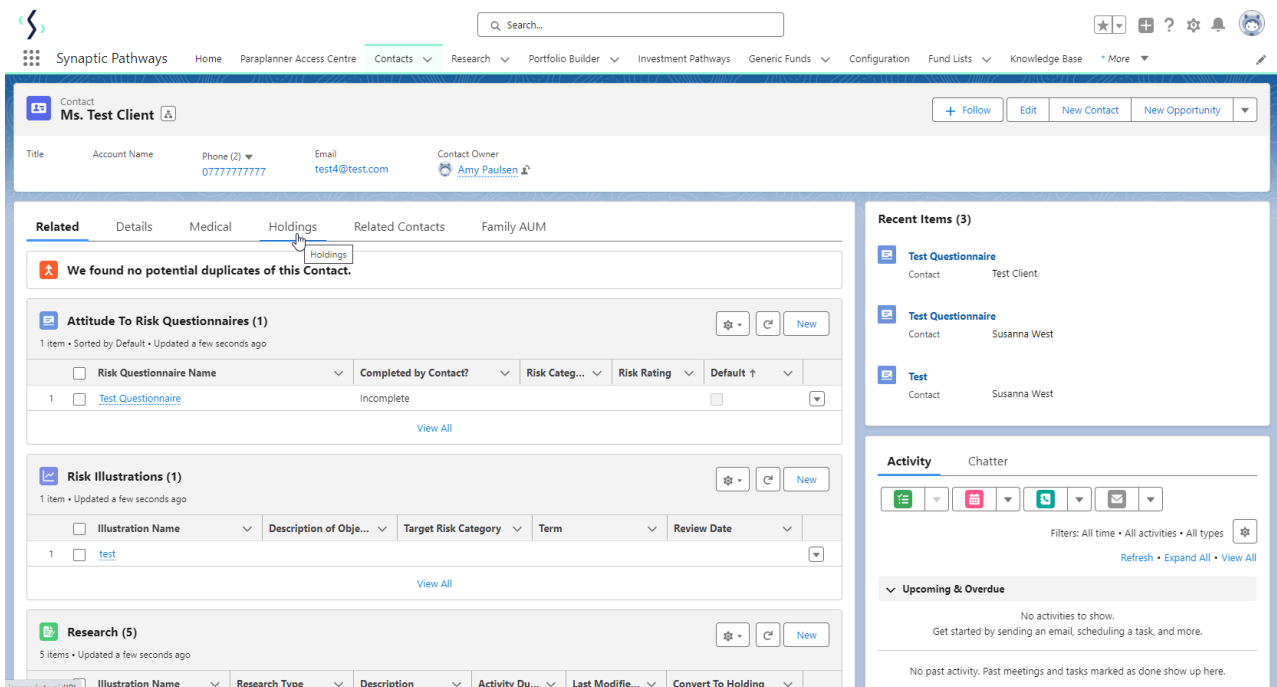 Search...
Synaptic Pathways
Home
Paraplanner Access Centre
Contacts
Research
Portfolio Builder
Investment Pathways
Generic Funds
Configuration
Fund Lists
Knowledge Base
* More
Contact
Ms. Test Client
+ Follow
Edit
New Contact
New Opportunity
Title
Account Name
Phone (2)
Email
Contact Owner
07777777777
test4@test.com
Amy Paulsen
Related
Details
Medical
Holdings
Related Contacts
Family AUM
Holdings
We found no potential duplicates of this Contact.
Attitude To Risk Questionnaires (1)
New
1 item • Sorted by Default • Updated a few seconds ago
Risk Questionnaire Name
Completed by Contact?
Risk Categ...
Risk Rating
Default ↑
1
Test Questionnaire
Incomplete
View All
Risk Illustrations (1)
New
1 item • Updated a few seconds ago
Illustration Name
Description of Obje...
Target Risk Category
Term
Review Date
1
test
View All
Research (5)
New
5 items • Updated a few seconds ago
Illustration Name
Research Type
Description
Activity Du...
Last Modifie...
Convert To Holding
Recent Items (3)
Test Questionnaire
Contact
Test Client
Test Questionnaire
Contact
Susanna West
Test
Contact
Susanna West
Activity
Chatter
Filters: All time • All activities • All types
Refresh • Expand All • View All
Upcoming & Overdue
No activities to show.
Get started by sending an email, scheduling a task, and more.
No past activity. Past meetings and tasks marked as done show up here.